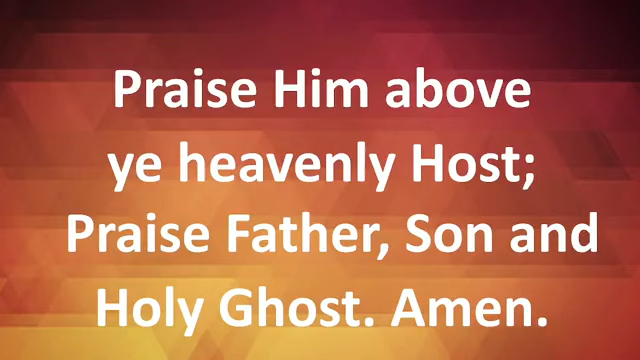 Praise Him above
ye heavenly Host;
Praise Father, Son and
Holy Ghost. Amen.